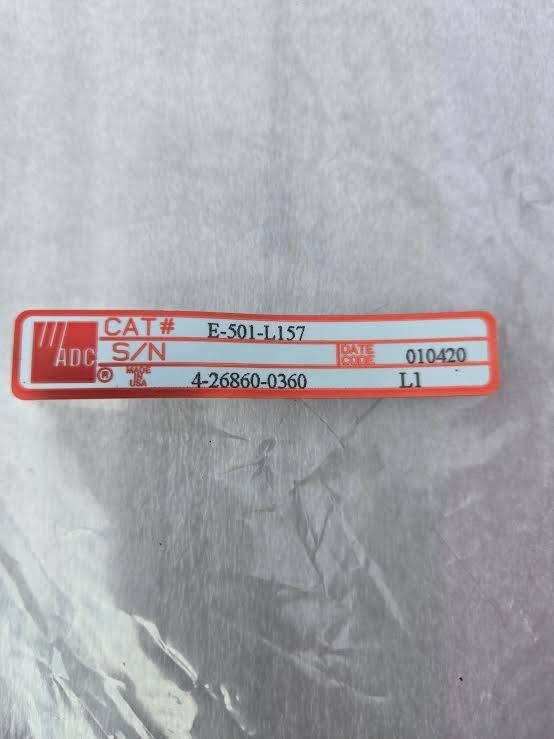 CAT# E-501-L157
ADC S/N DATE CODE 010420
® MADE IN USA 4-26860-0360 L1